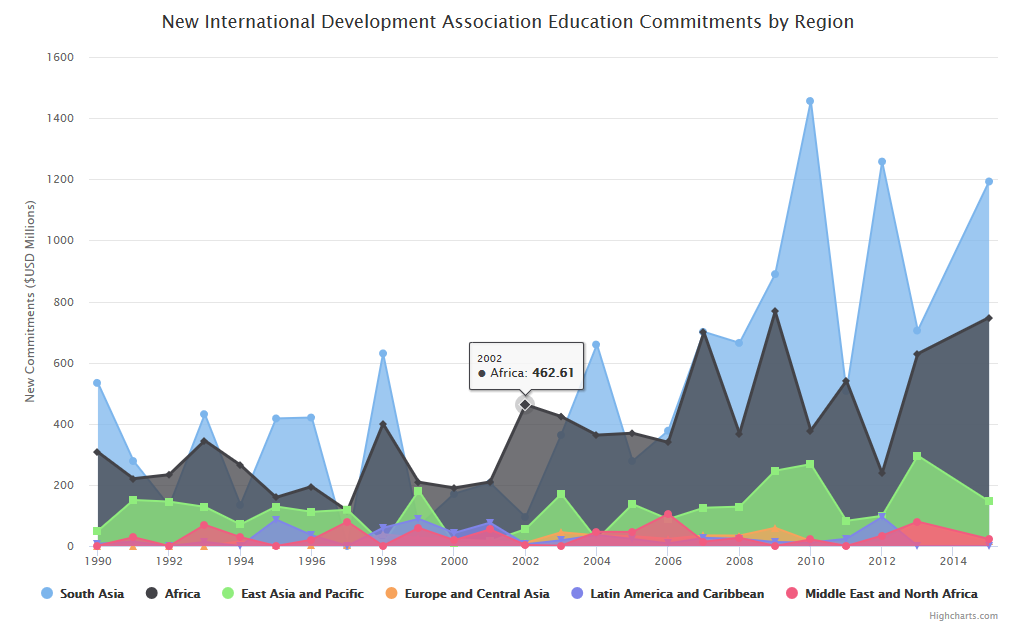 New International Development Association Education Commitments by Region
New Commitments ($USD Millions)
1600
1400
1200
1000
800
600
400
200
0
2002
Africa: 462.61
1990 1992 1994 1996 1998 2000 2002 2004 2006 2008 2010 2012 2014
South Asia Africa East Asia and Pacific Europe and Central Asia Latin America and Caribbean Middle East and North Africa
Highcharts.com